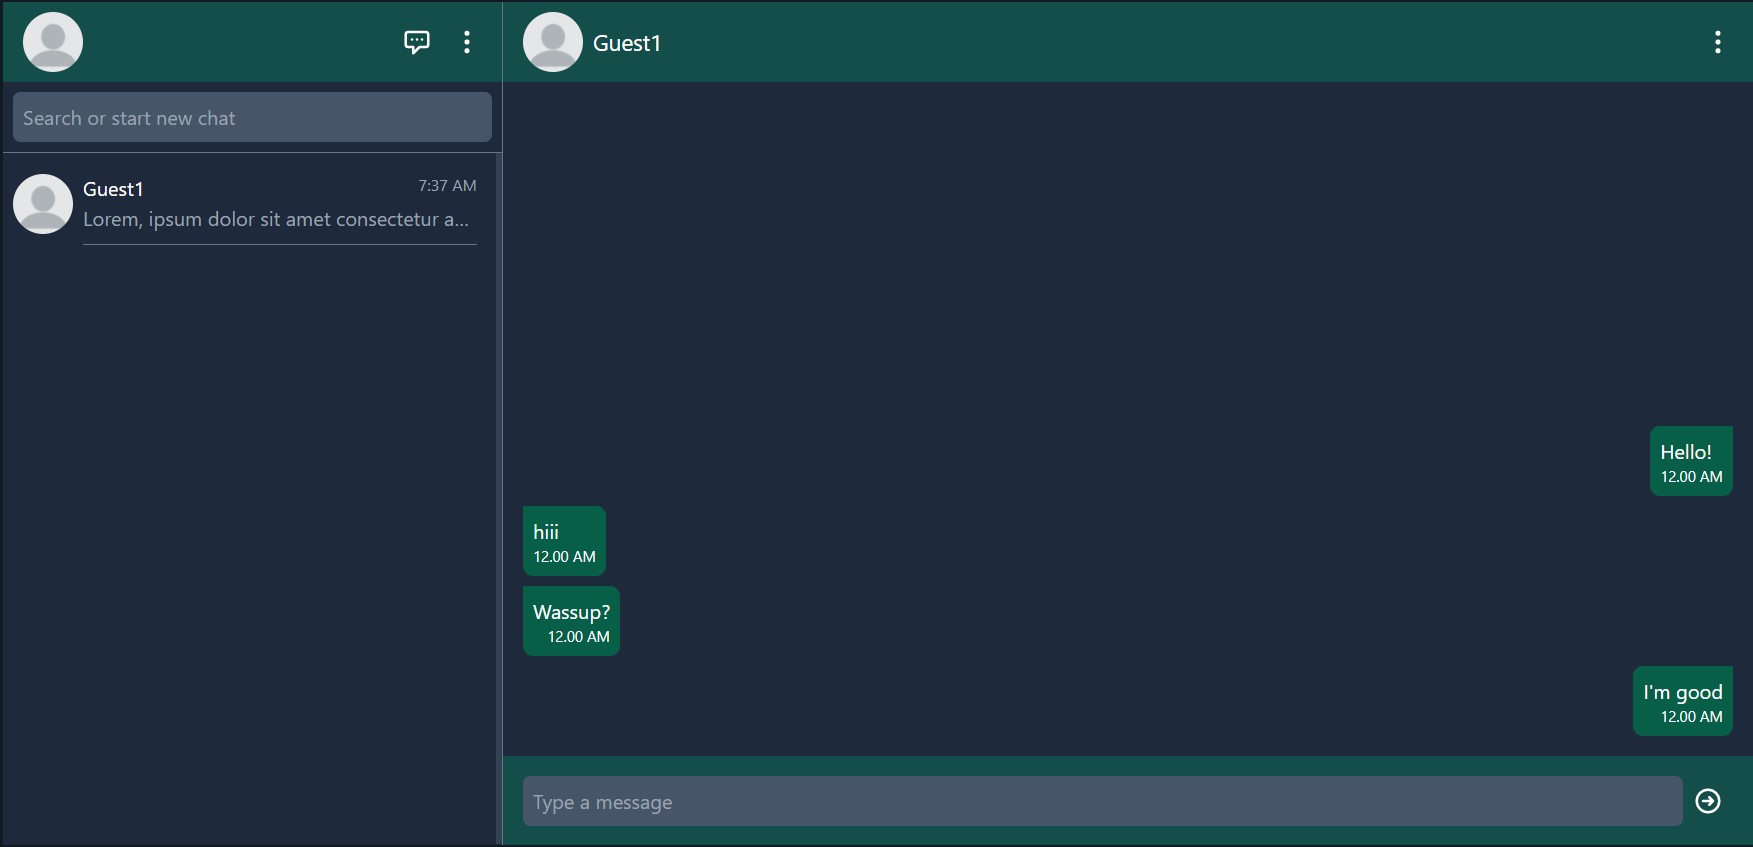 Guest1
Search or start new chat
Guest1
7:37 AM
Lorem, ipsum dolor sit amet consectetur a...
Hello!
12.00 AM
hiii
12.00 AM
Wassup?
12.00 AM
I'm good
12.00 AM
Type a message